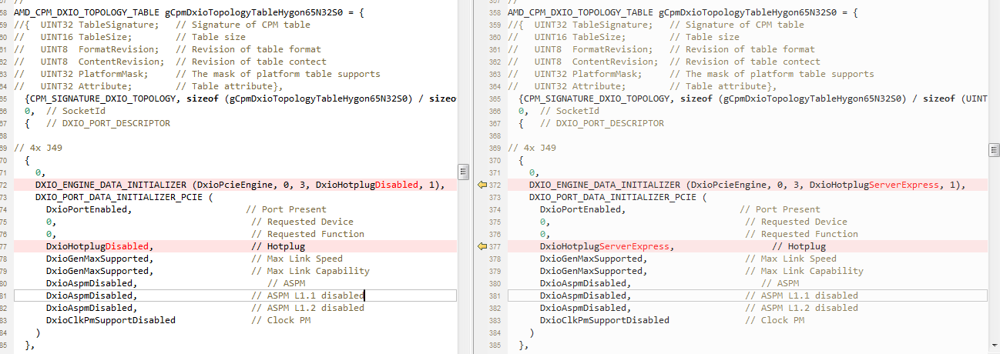 57 //
58 AMD_CPM_DXIO_TOPOLOGY_TABLE gCpmDxioTopologyTableHygon65N32S0 = {
59 //{  UINT32 TableSignature;   // Signature of CPM table
60 //   UINT16 TableSize;        // Table size
61 //   UINT8  FormatRevision;   // Revision of table format
62 //   UINT8  ContentRevision;  // Revision of table contect
63 //   UINT32 PlatformMask;     // The mask of platform table supports
64 //   UINT32 Attribute;        // Table attribute},
65   {CPM_SIGNATURE_DXIO_TOPOLOGY, sizeof (gCpmDxioTopologyTableHygon65N32S0) / sizeo
66   0,  // SocketId
67   {   // DXIO_PORT_DESCRIPTOR
68
69 // 4x J49
70   {
71     0,
72     DXIO_ENGINE_DATA_INITIALIZER (DxioPcieEngine, 0, 3, DxioHotplugDisabled, 1),
73     DXIO_PORT_DATA_INITIALIZER_PCIE (
74       DxioPortEnabled,                     // Port Present
75       0,                                    // Requested Device
76       0,                                    // Requested Function
77       DxioHotplugDisabled,                  // Hotplug
78       DxioGenMaxSupported,                  // Max Link Speed
79       DxioGenMaxSupported,                  // Max Link Capability
80       DxioAspmDisabled,                        // ASPM
81       DxioAspmDisabled,                     // ASPM L1.1 disabled
82       DxioAspmDisabled,                     // ASPM L1.2 disabled
83       DxioClkPmSupportDisabled              // Clock PM
84     )
85   },
357 //
358 AMD_CPM_DXIO_TOPOLOGY_TABLE gCpmDxioTopologyTableHygon65N32S0 = {
359 //{  UINT32 TableSignature;   // Signature of CPM table
360 //   UINT16 TableSize;        // Table size
361 //   UINT8  FormatRevision;   // Revision of table format
362 //   UINT8  ContentRevision;  // Revision of table contect
363 //   UINT32 PlatformMask;     // The mask of platform table supports
364 //   UINT32 Attribute;        // Table attribute},
365   {CPM_SIGNATURE_DXIO_TOPOLOGY, sizeof (gCpmDxioTopologyTableHygon65N32S0) / sizeof (UINT
366   0,  // SocketId
367   {   // DXIO_PORT_DESCRIPTOR
368
369 // 4x J49
370   {
371     0,
372     DXIO_ENGINE_DATA_INITIALIZER (DxioPcieEngine, 0, 3, DxioHotplugServerExpress, 1),
373     DXIO_PORT_DATA_INITIALIZER_PCIE (
374       DxioPortEnabled,                     // Port Present
375       0,                                    // Requested Device
376       0,                                    // Requested Function
377       DxioHotplugServerExpress,                  // Hotplug
378       DxioGenMaxSupported,                  // Max Link Speed
379       DxioGenMaxSupported,                  // Max Link Capability
380       DxioAspmDisabled,                        // ASPM
381       DxioAspmDisabled,                     // ASPM L1.1 disabled
382       DxioAspmDisabled,                     // ASPM L1.2 disabled
383       DxioClkPmSupportDisabled              // Clock PM
384     )
385   },